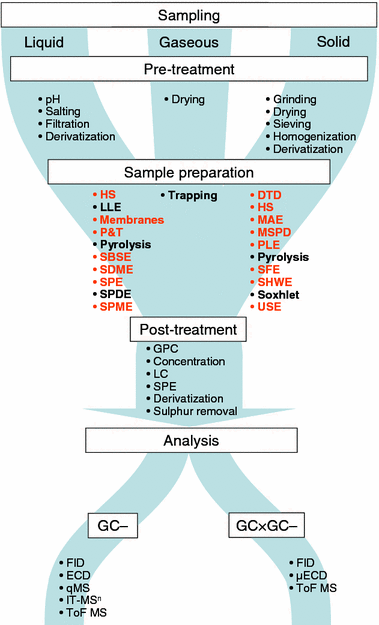 Sampling
Liquid
Gaseous
Solid
Pre-treatment
• pH
• Salting
• Filtration
• Derivatization
• Drying
• Grinding
• Drying
• Sieving
• Homogenization
• Derivatization
Sample preparation
• HS
• LLE
• Membranes
• P&T
• Pyrolysis
• SBSE
• SDME
• SPE
• SPDE
• SPME
• Trapping
• DTD
• HS
• MAE
• MSPD
• PLE
• Pyrolysis
• SFE
• SHWE
• Soxhlet
• USE
Post-treatment
• GPC
• Concentration
• LC
• SPE
• Derivatization
• Sulphur removal
Analysis
GC–
• FID
• ECD
• qMS
• IT-MSⁿ
• ToF MS
GC×GC–
• FID
• µECD
• ToF MS